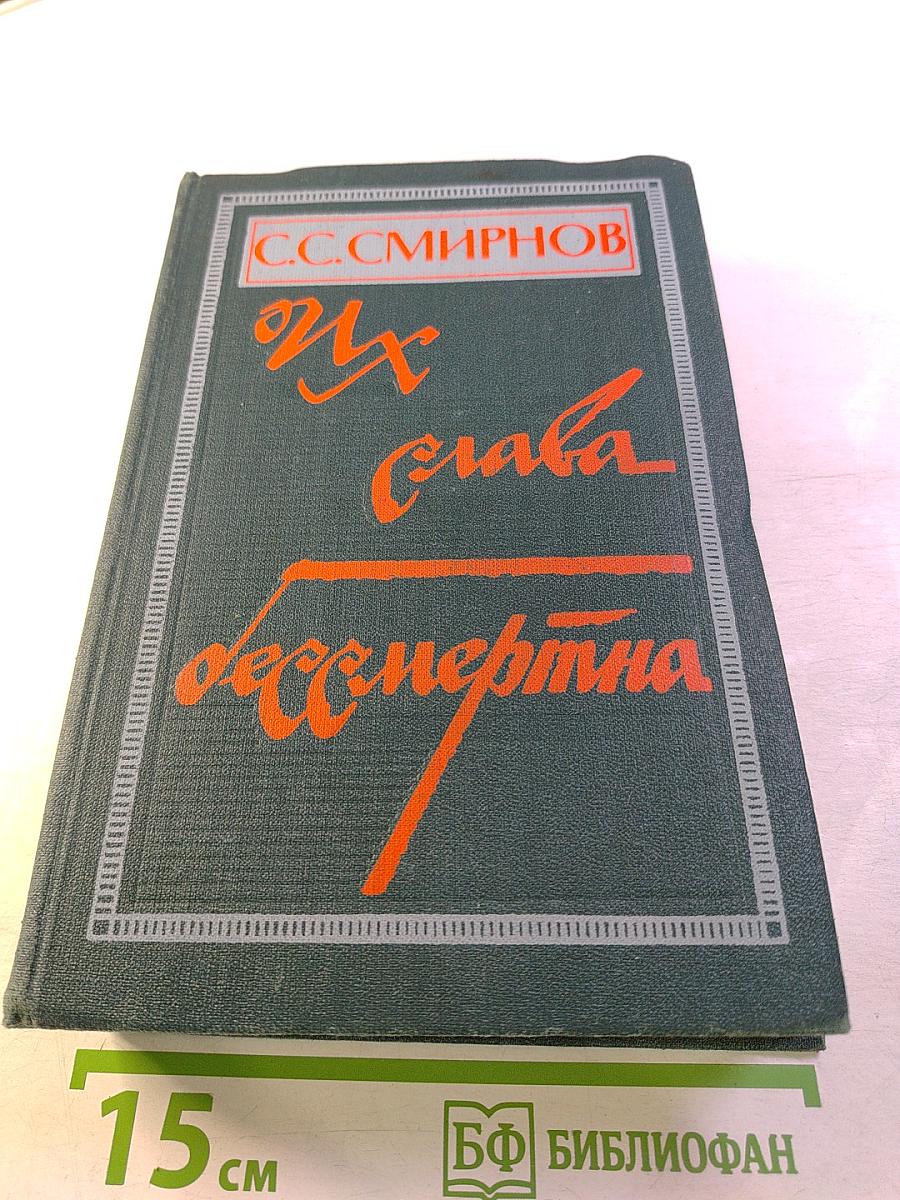 С.С.СМИРНОВ
Их
слава
бессмертна
15 см
БФ БИБЛИОФАН